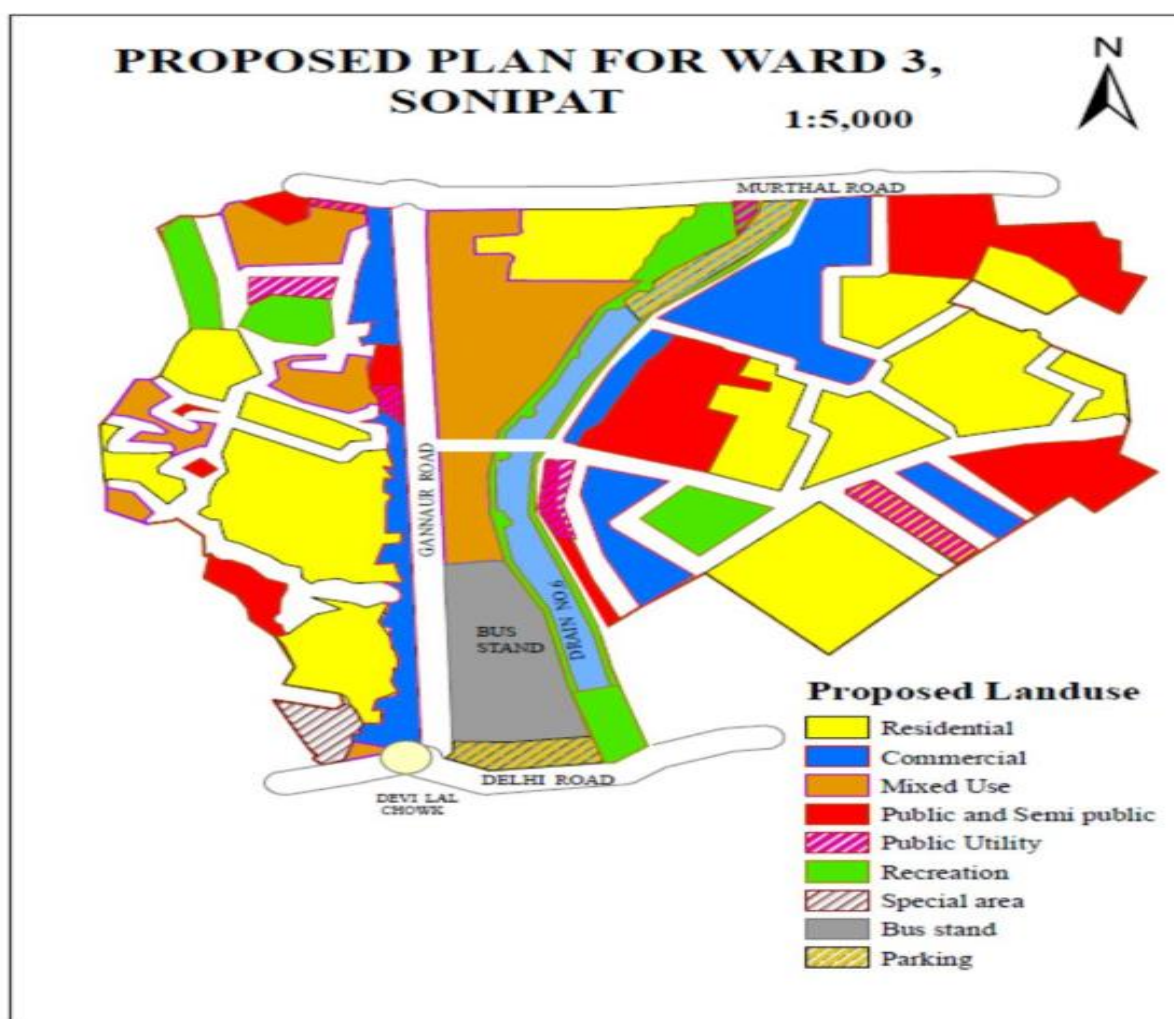 PROPOSED PLAN FOR WARD 3,
SONIPAT
1:5,000
N
MURTHAL ROAD
GANNAUR ROAD
BUS
STAND
DRAIN NO.6
DELHI ROAD
DEVI LAL
CHOWK
Proposed Landuse
Residential
Commercial
Mixed Use
Public and Semi public
Public Utility
Recreation
Special area
Bus stand
Parking